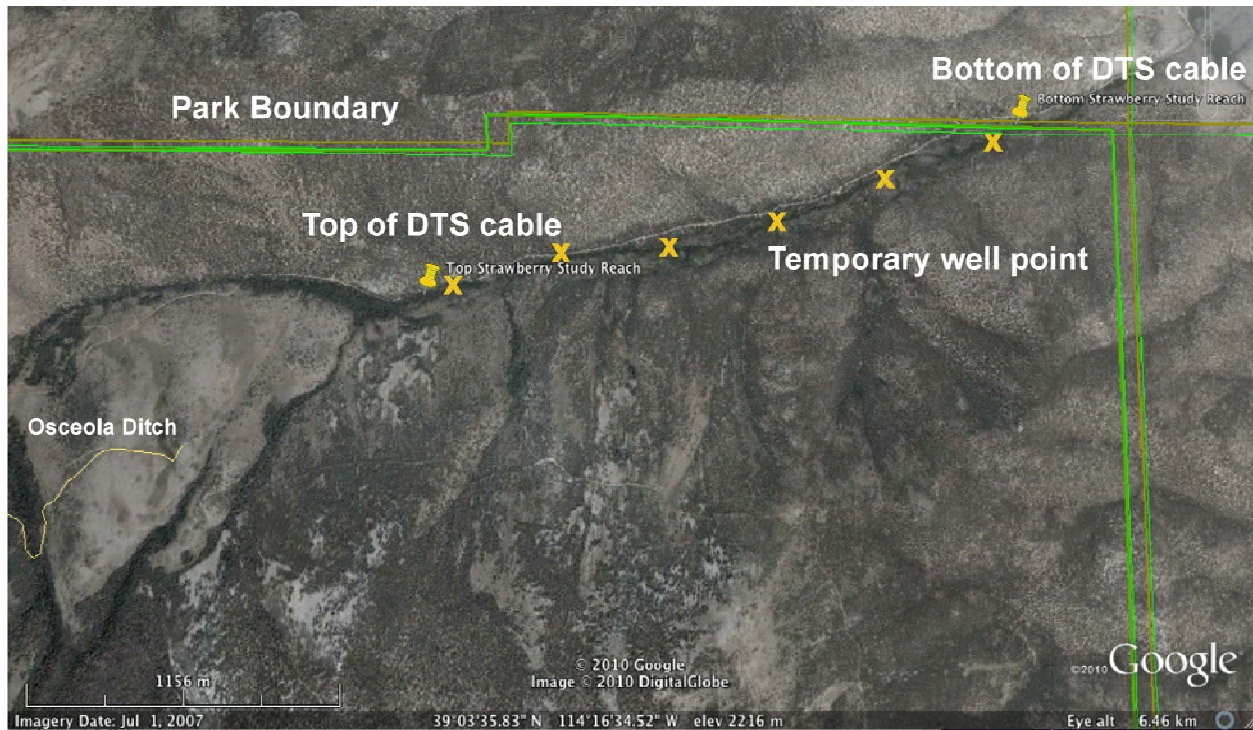 Bottom of DTS cable
Bottom Strawberry Study Reach
Park Boundary
X
X
Top of DTS cable
X
X
X
Temporary well point
Top Strawberry Study Reach
X
Osceola Ditch
1156 m
© 2010 Google
Image © 2010 DigitalGlobe
©2010 Google
Imagery Date: Jul 1, 2007
39°03'35.83" N 114°16'34.52" W elev 2216 m
Eye alt 6.46 km